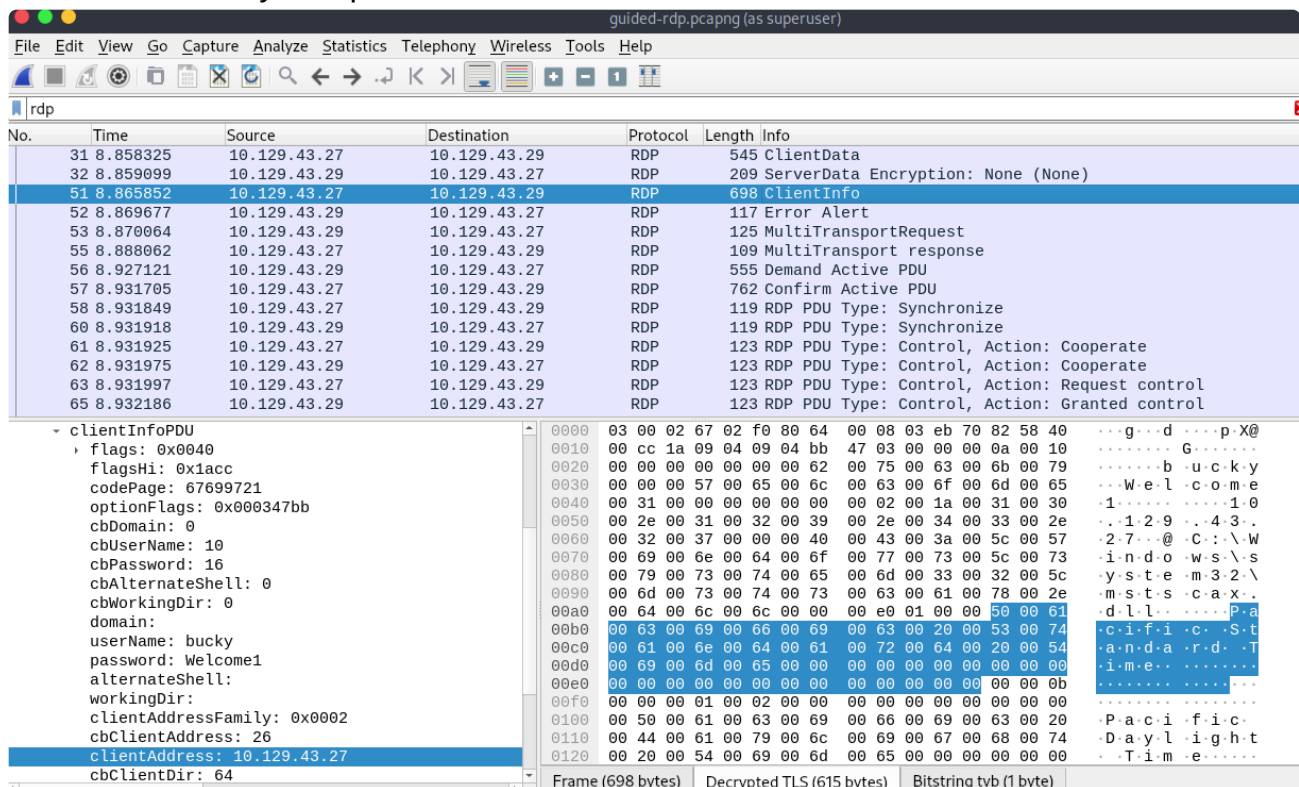 guided-rdp.pcapng (as superuser)
File Edit View Go Capture Analyze Statistics Telephony Wireless Tools Help
rdp
No. Time Source Destination Protocol Length Info
31 8.858325 10.129.43.27 10.129.43.29 RDP 545 ClientData
32 8.859099 10.129.43.29 10.129.43.27 RDP 209 ServerData Encryption: None (None)
51 8.865852 10.129.43.27 10.129.43.29 RDP 698 ClientInfo
52 8.869677 10.129.43.29 10.129.43.27 RDP 117 Error Alert
53 8.870064 10.129.43.29 10.129.43.27 RDP 125 MultiTransportRequest
55 8.888062 10.129.43.27 10.129.43.29 RDP 109 MultiTransport response
56 8.927121 10.129.43.29 10.129.43.27 RDP 555 Demand Active PDU
57 8.931705 10.129.43.27 10.129.43.29 RDP 762 Confirm Active PDU
58 8.931849 10.129.43.27 10.129.43.29 RDP 119 RDP PDU Type: Synchronize
60 8.931918 10.129.43.29 10.129.43.27 RDP 119 RDP PDU Type: Synchronize
61 8.931925 10.129.43.27 10.129.43.29 RDP 123 RDP PDU Type: Control, Action: Cooperate
62 8.931975 10.129.43.29 10.129.43.27 RDP 123 RDP PDU Type: Control, Action: Cooperate
63 8.931997 10.129.43.27 10.129.43.29 RDP 123 RDP PDU Type: Control, Action: Request control
65 8.932186 10.129.43.29 10.129.43.27 RDP 123 RDP PDU Type: Control, Action: Granted control
clientInfoPDU
flags: 0x0040
flagsHi: 0x1acc
codePage: 67699721
optionFlags: 0x000347bb
cbDomain: 0
cbUserName: 10
cbPassword: 16
cbAlternateShell: 0
cbWorkingDir: 0
domain:
userName: bucky
password: Welcome1
alternateShell:
workingDir:
clientAddressFamily: 0x0002
cbClientAddress: 26
clientAddress: 10.129.43.27
cbClientDir: 64
0000 03 00 02 67 02 f0 80 64 00 08 03 eb 70 82 58 40 ···g···d ····p·X@
0010 00 cc 1a 09 04 09 04 bb 47 03 00 00 00 0a 00 10 ········ G·······
0020 00 00 00 00 00 00 00 62 00 75 00 63 00 6b 00 79 ·······b ·u·c·k·y
0030 00 00 00 57 00 65 00 6c 00 63 00 6f 00 6d 00 65 ···W·e·l ·c·o·m·e
0040 00 31 00 00 00 00 00 00 00 02 00 1a 00 31 00 30 ·1······ ·····1·0
0050 00 2e 00 31 00 32 00 39 00 2e 00 34 00 33 00 2e ·.·1·2·9 ·.·4·3·.
0060 00 32 00 37 00 00 00 40 00 43 00 3a 00 5c 00 57 ·2·7···@ ·C·:·\·W
0070 00 69 00 6e 00 64 00 6f 00 77 00 73 00 5c 00 73 ·i·n·d·o ·w·s·\·s
0080 00 79 00 73 00 74 00 65 00 6d 00 33 00 32 00 5c ·y·s·t·e ·m·3·2·\
0090 00 6d 00 73 00 74 00 73 00 63 00 61 00 78 00 2e ·m·s·t·s ·c·a·x·.
00a0 00 64 00 6c 00 6c 00 00 00 e0 01 00 00 50 00 61 ·d·l·l·· ·····P·a
00b0 00 63 00 69 00 66 00 69 00 63 00 20 00 53 00 74 ·c·i·f·i ·c· ·S·t
00c0 00 61 00 6e 00 64 00 61 00 72 00 64 00 20 00 54 ·a·n·d·a ·r·d· ·T
00d0 00 69 00 6d 00 65 00 00 00 00 00 00 00 00 00 00 ·i·m·e·· ········
00e0 00 00 00 00 00 00 00 00 00 00 00 00 00 00 00 0b ········ ········
00f0 00 00 00 01 00 02 00 00 00 00 00 00 00 00 00 00 ········ ········
0100 00 50 00 61 00 63 00 69 00 66 00 69 00 63 00 20 ·P·a·c·i ·f·i·c·
0110 00 44 00 61 00 79 00 6c 00 69 00 67 00 68 00 74 ·D·a·y·l ·i·g·h·t
0120 00 20 00 54 00 69 00 6d 00 65 00 00 00 00 00 00 · ·T·i·m ·e······
Frame (698 bytes) Decrypted TLS (615 bytes) Bitstring tvb (1 byte)